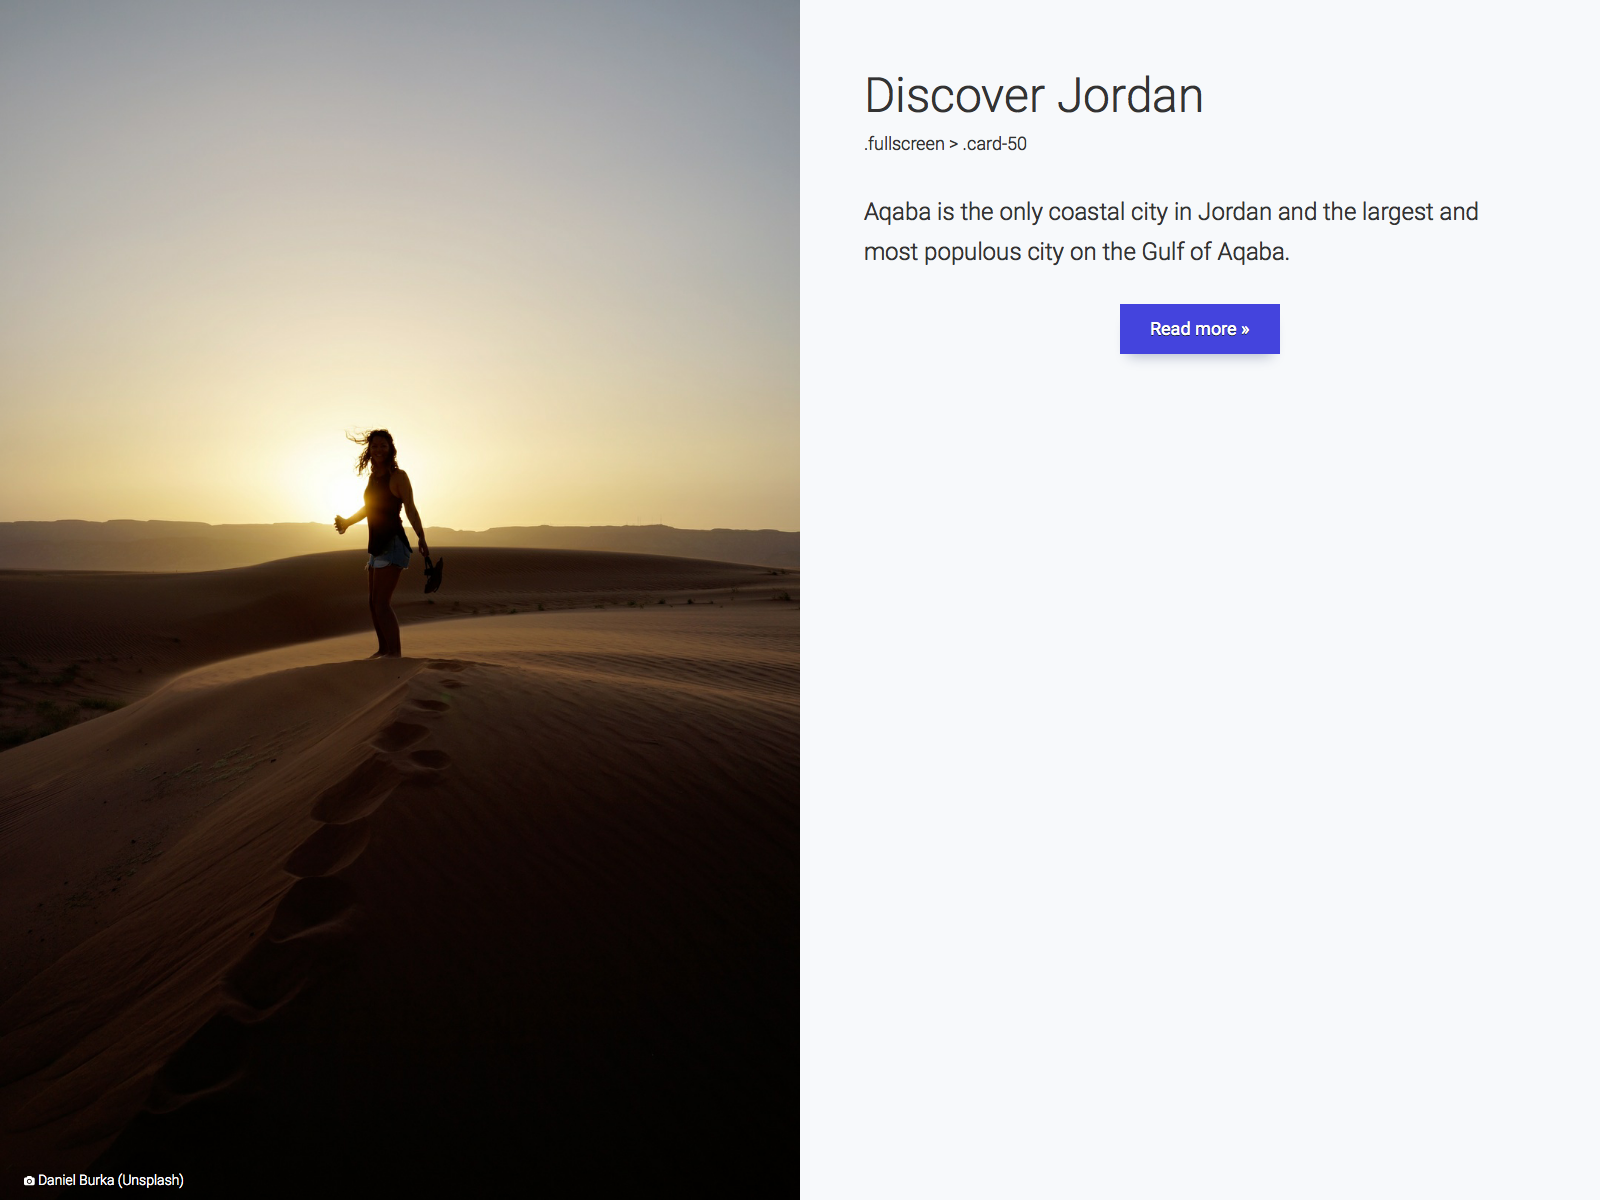 Discover Jordan
.fullscreen > .card-50
Aqaba is the only coastal city in Jordan and the largest and
most populous city on the Gulf of Aqaba.
Read more »
Daniel Burka (Unsplash)